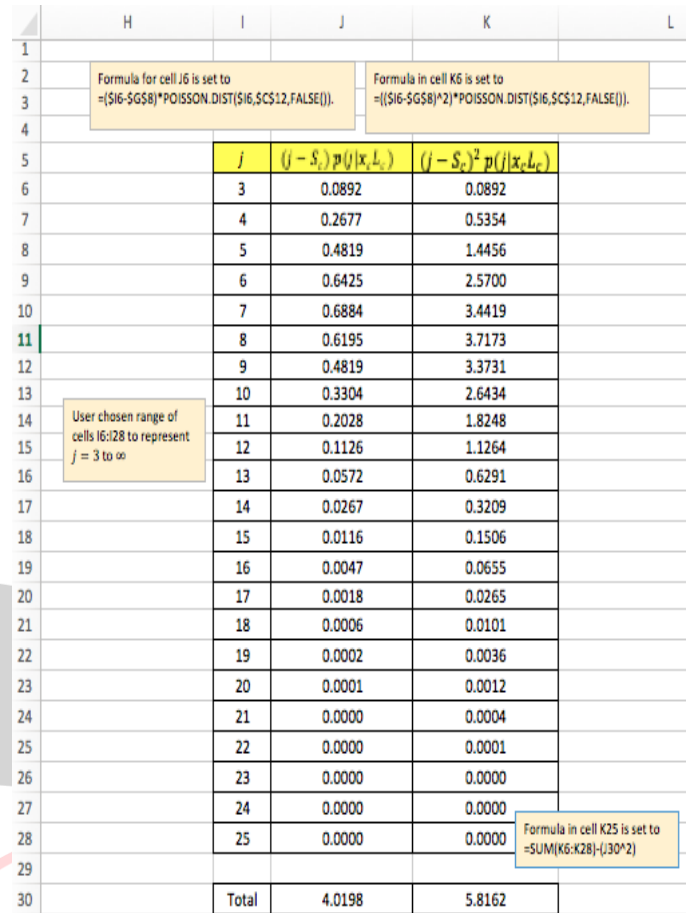 H I J K L
1
2
3
4
Formula for cell J6 is set to
=($I6-$G$8)*POISSON.DIST($I6,$C$12,FALSE()).
Formula in cell K6 is set to
=(($I6-$G$8)^2)*POISSON.DIST($I6,$C$12,FALSE()).
5 j (j − S_c) p(j|x_c L_c) (j − S_c)² p(j|x_c L_c)
6 3 0.0892 0.0892
7 4 0.2677 0.5354
8 5 0.4819 1.4456
9 6 0.6425 2.5700
10 7 0.6884 3.4419
11 8 0.6195 3.7173
12 9 0.4819 3.3731
13 10 0.3304 2.6434
14 11 0.2028 1.8248
15 12 0.1126 1.1264
User chosen range of
cells I6:I28 to represent
j = 3 to ∞
16 13 0.0572 0.6291
17 14 0.0267 0.3209
18 15 0.0116 0.1506
19 16 0.0047 0.0655
20 17 0.0018 0.0265
21 18 0.0006 0.0101
22 19 0.0002 0.0036
23 20 0.0001 0.0012
24 21 0.0000 0.0004
25 22 0.0000 0.0001
26 23 0.0000 0.0000
27 24 0.0000 0.0000
28 25 0.0000 0.0000
Formula in cell K25 is set to
=SUM(K6:K28)-(J30^2)
29
30 Total 4.0198 5.8162